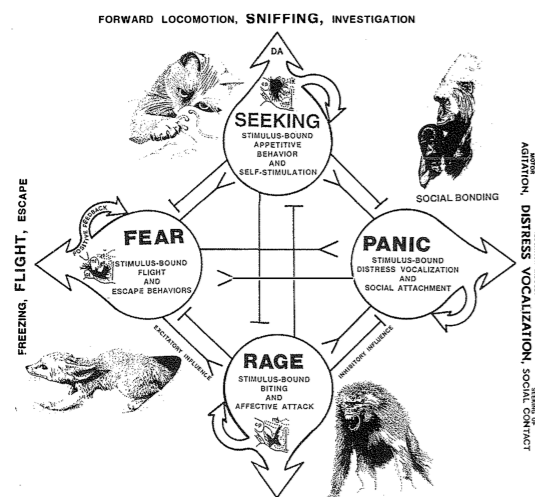 FORWARD LOCOMOTION, SNIFFING, INVESTIGATION
DA
SEEKING
STIMULUS-BOUND
APPETITIVE
BEHAVIOR
AND
SELF-STIMULATION
SOCIAL BONDING
FREEZING, FLIGHT, ESCAPE
POSITIVE FEEDBACK
FEAR
STIMULUS-BOUND
FLIGHT
AND
ESCAPE BEHAVIORS
PANIC
STIMULUS-BOUND
DISTRESS VOCALIZATION
AND
SOCIAL ATTACHMENT
MOTOR
AGITATION, DISTRESS VOCALIZATION, SOCIAL CONTACT
SEEKING OF
EXCITATORY INFLUENCE
INHIBITORY INFLUENCE
RAGE
STIMULUS-BOUND
BITING
AND
AFFECTIVE ATTACK